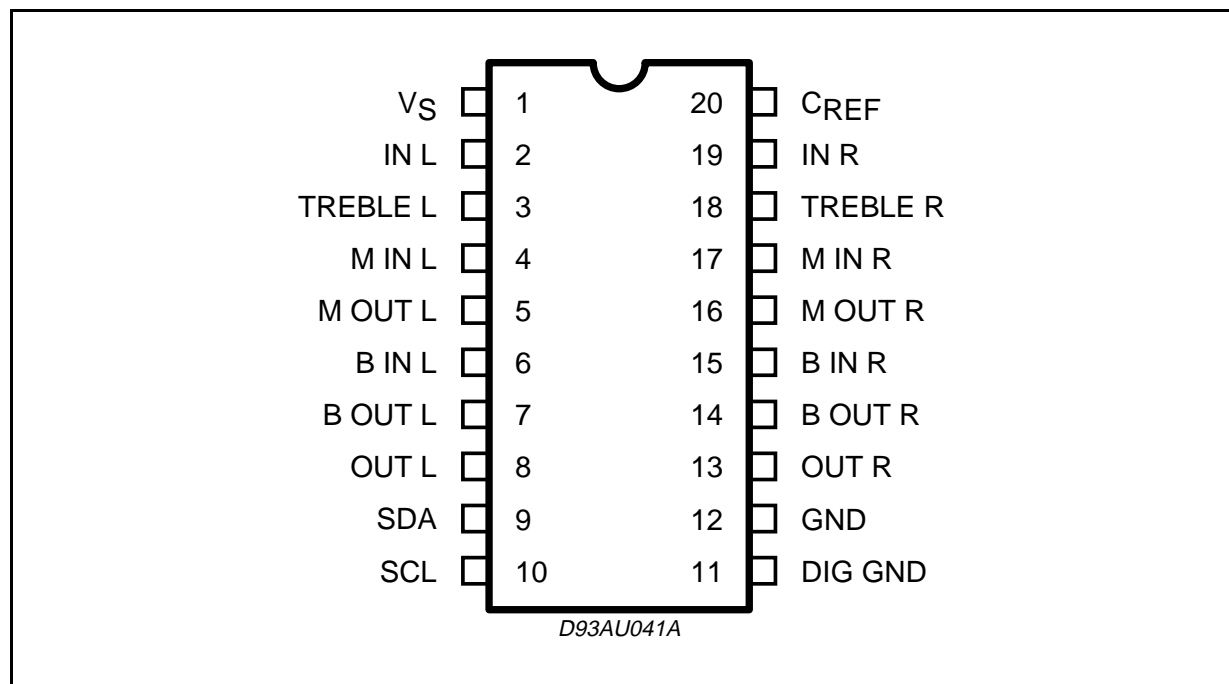 VS 1 20 CREF
IN L 2 19 IN R
TREBLE L 3 18 TREBLE R
M IN L 4 17 M IN R
M OUT L 5 16 M OUT R
B IN L 6 15 B IN R
B OUT L 7 14 B OUT R
OUT L 8 13 OUT R
SDA 9 12 GND
SCL 10 11 DIG GND
D93AU041A